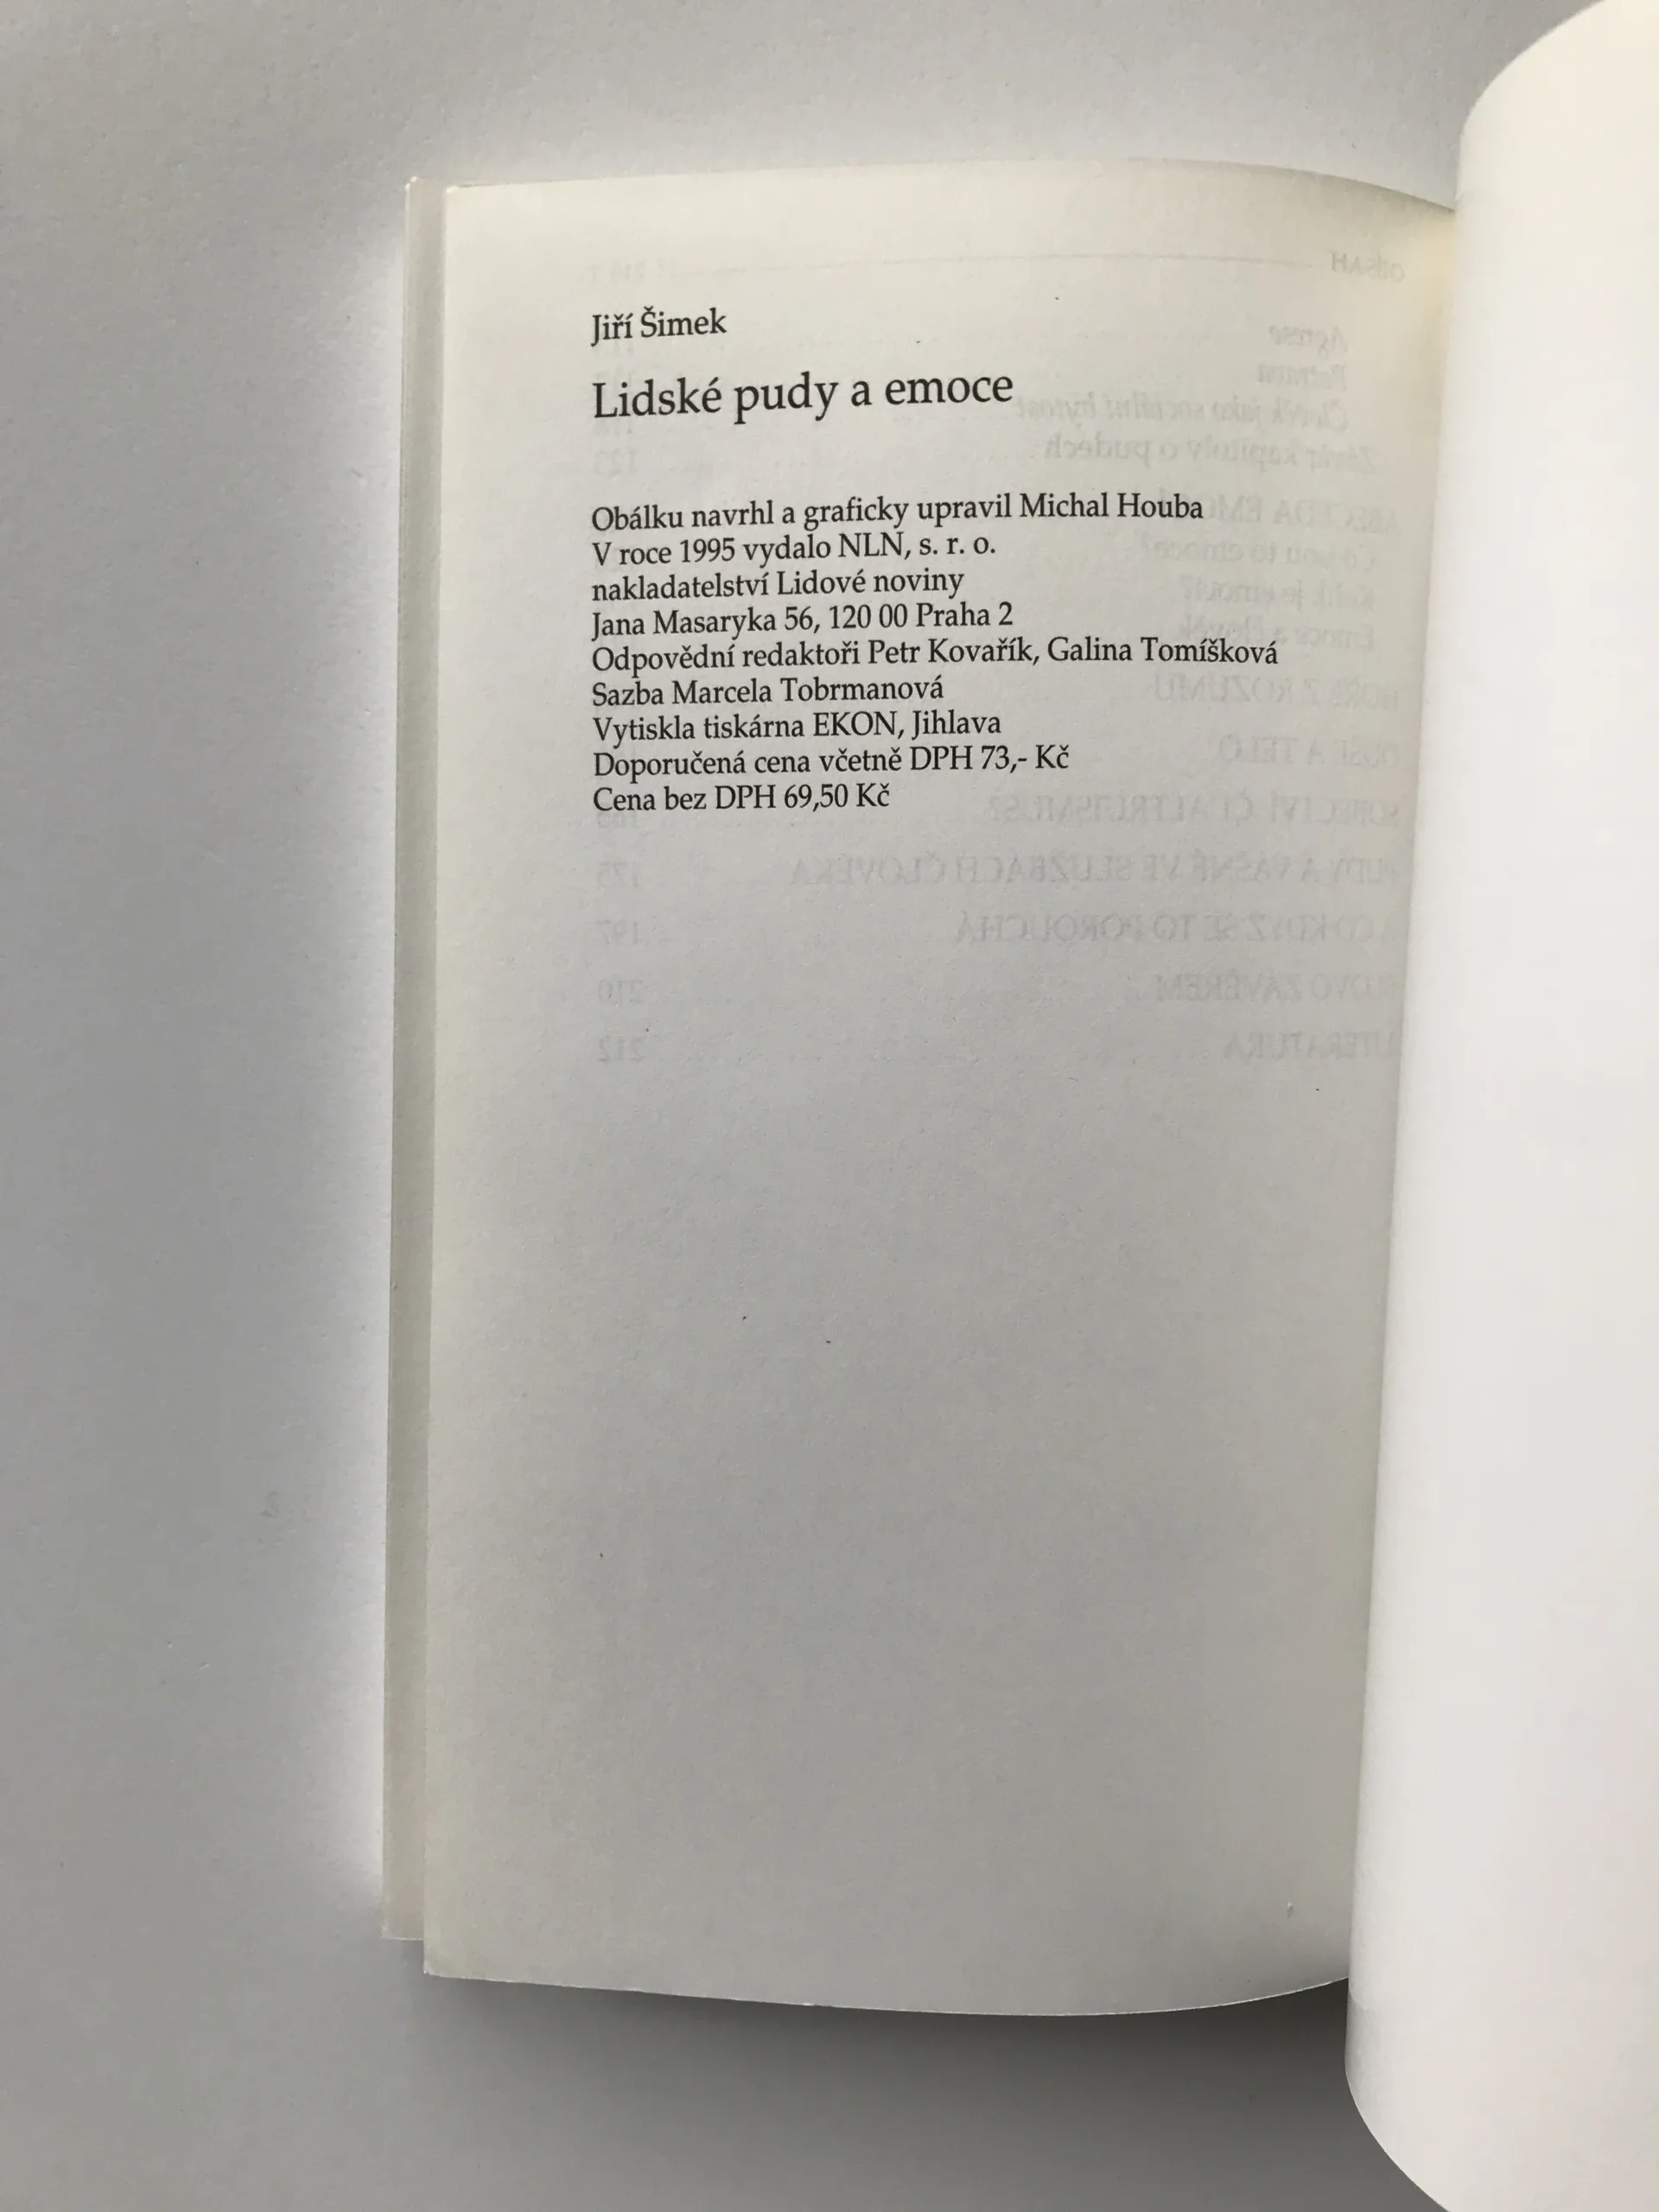 Jiří Šimek
Lidské pudy a emoce
Obálku navrhl a graficky upravil Michal Houba
V roce 1995 vydalo NLN, s. r. o.
nakladatelství Lidové noviny
Jana Masaryka 56, 120 00 Praha 2
Odpovědní redaktoři Petr Kovařík, Galina Tomíšková
Sazba Marcela Tobrmanová
Vytiskla tiskárna EKON, Jihlava
Doporučená cena včetně DPH 73,- Kč
Cena bez DPH 69,50 Kč